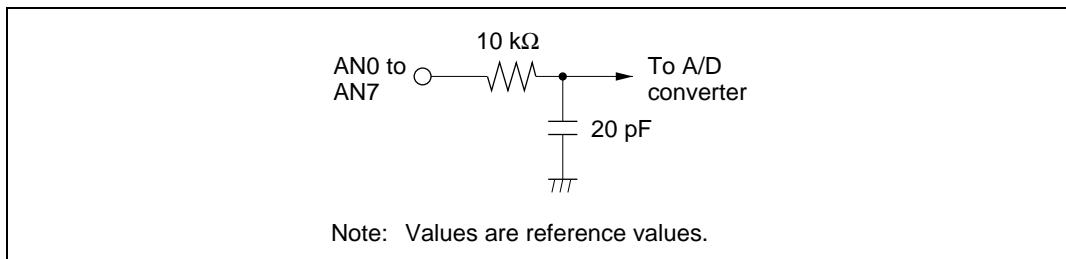 10 kΩ
AN0 to
AN7
To A/D
converter
20 pF
Note: Values are reference values.